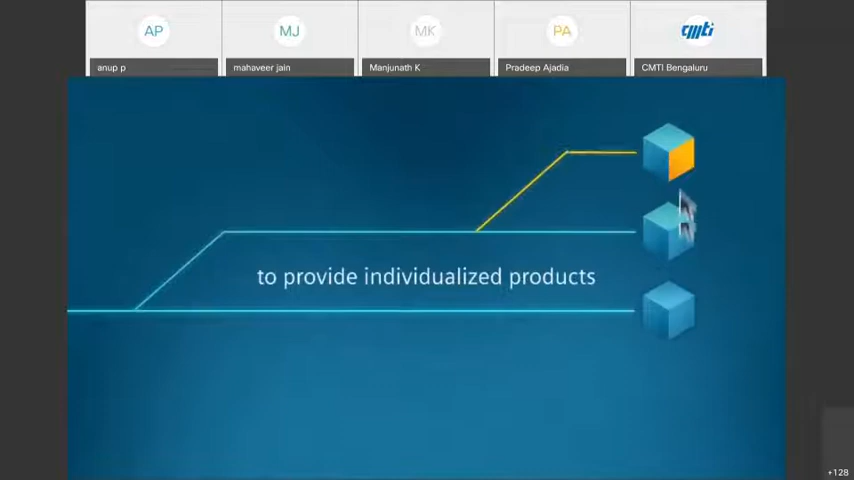 AP
MJ
MK
PA
cmti
anup p
mahaveer jain
Manjunath K
Pradeep Ajadia
CMTI Bengaluru
to provide individualized products
+128